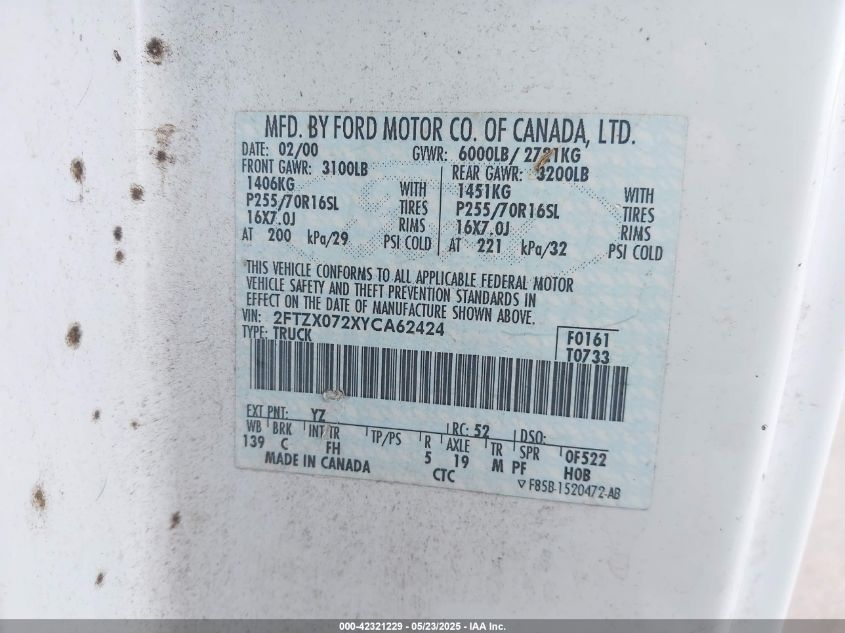 MFD. BY FORD MOTOR CO. OF CANADA, LTD.
DATE: 02/00 GVWR: 6000LB/ 2721KG
FRONT GAWR: 3100LB REAR GAWR: 3200LB
1406KG WITH 1451KG WITH
P255/70R16SL TIRES P255/70R16SL TIRES
16X7.0J RIMS 16X7.0J RIMS
AT 200 kPa/29 PSI COLD AT 221 kPa/32 PSI COLD
THIS VEHICLE CONFORMS TO ALL APPLICABLE FEDERAL MOTOR
VEHICLE SAFETY AND THEFT PREVENTION STANDARDS IN
EFFECT ON THE DATE OF MANUFACTURE SHOWN ABOVE.
VIN: 2FTZX072XYCA62424
TYPE: TRUCK F0161
T0733
EXT PNT: YZ RC: 52 DSO:
WB BRK INT TR TP/PS R AXLE TR SPR 0F522
139 C FH 5 19 M PF H0B
MADE IN CANADA CTC ▽ F85B-1520472-AB
000-42321229 - 05/23/2025 - IAA Inc.